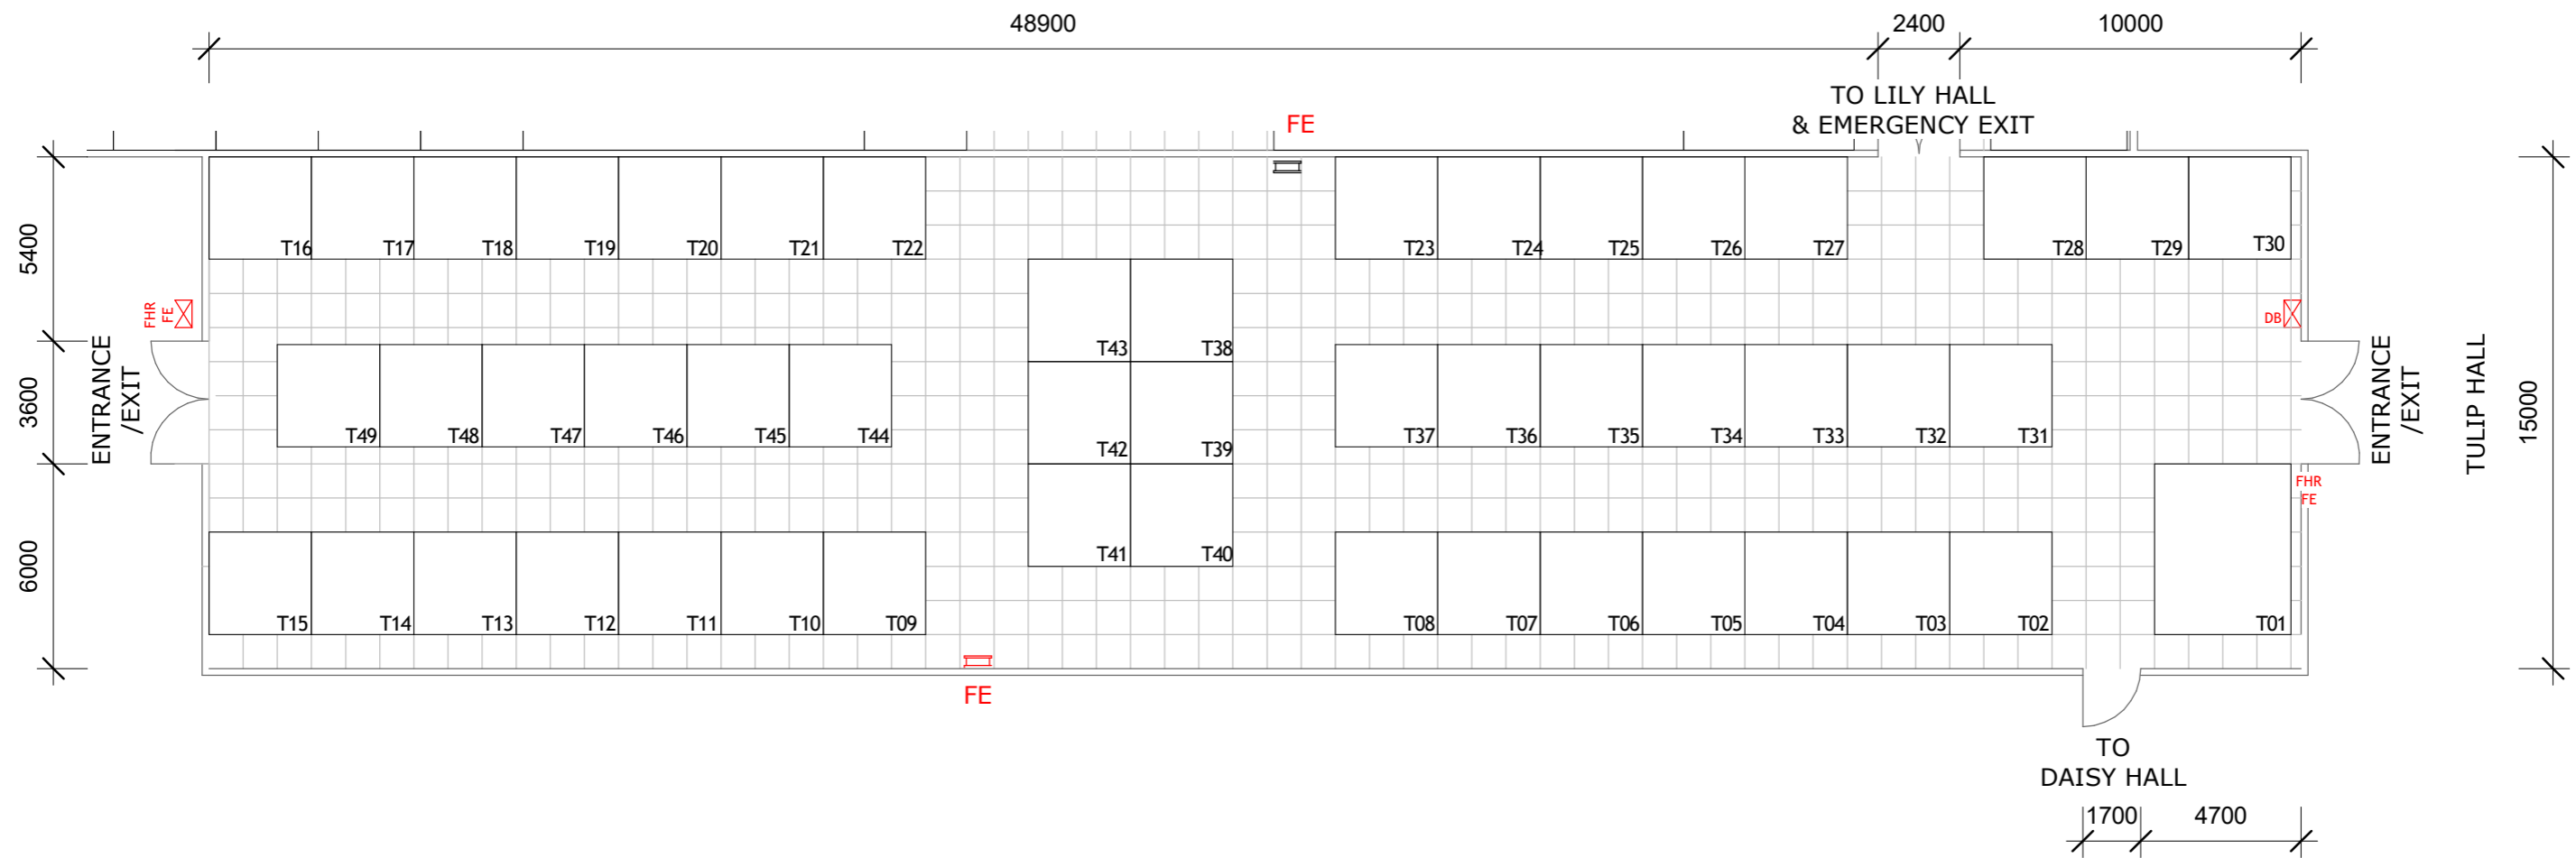 48900
2400
10000
TO LILY HALL
& EMERGENCY EXIT
FE
5400
3600
6000
T16
T17
T18
T19
T20
T21
T22
T23
T24
T25
T26
T27
T28
T29
T30
FHR
FE
DB
ENTRANCE
/EXIT
T43
T38
T49
T48
T47
T46
T45
T44
T42
T39
T37
T36
T35
T34
T33
T32
T31
ENTRANCE
/EXIT
TULIP HALL
15000
FHR
FE
T41
T40
T15
T14
T13
T12
T11
T10
T09
T08
T07
T06
T05
T04
T03
T02
T01
FE
TO
DAISY HALL
1700
4700